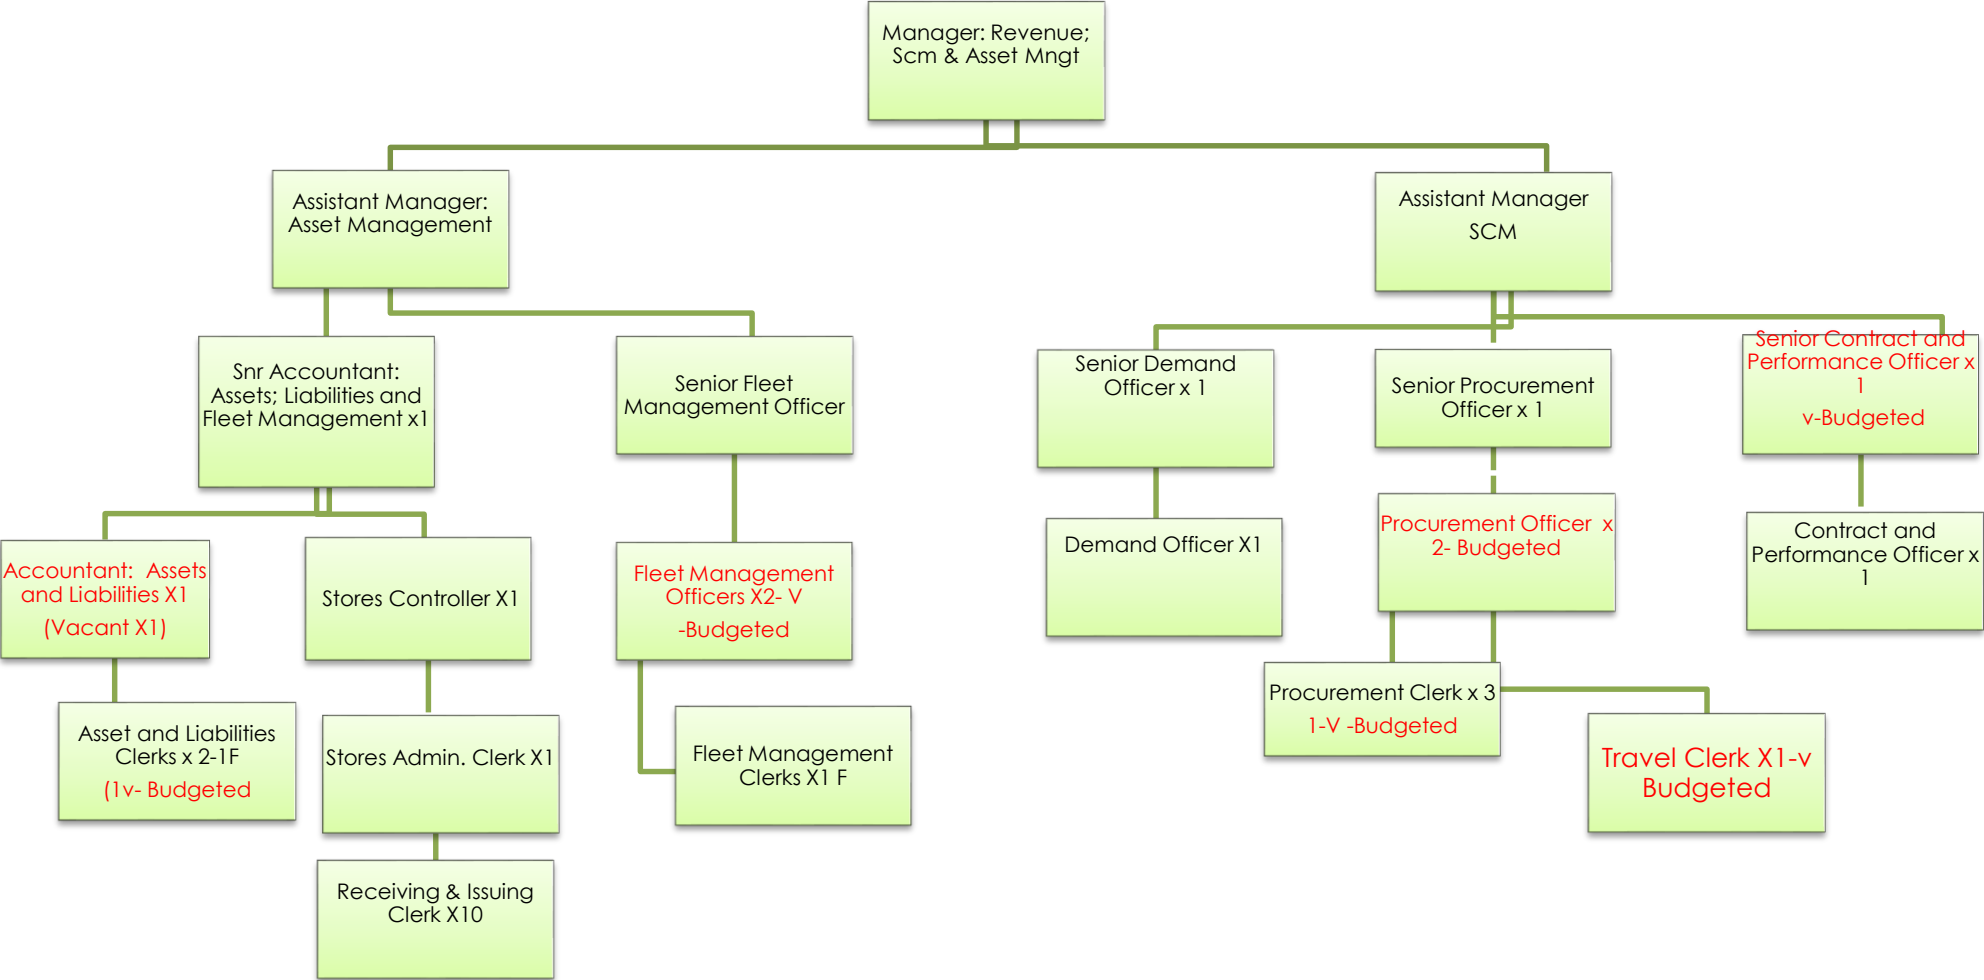 Manager: Revenue;
Scm & Asset Mngt
Assistant Manager:
Asset Management
Assistant Manager
SCM
Snr Accountant:
Assets; Liabilities and
Fleet Management x1
Senior Fleet
Management Officer
Senior Demand
Officer x 1
Senior Procurement
Officer x 1
Senior Contract and
Performance Officer x
1
v-Budgeted
Accountant: Assets
and Liabilities X1
(Vacant X1)
Stores Controller X1
Fleet Management
Officers X2- V
-Budgeted
Demand Officer X1
Procurement Officer x
2- Budgeted
Contract and
Performance Officer x
1
Asset and Liabilities
Clerks x 2-1F
(1v- Budgeted
Stores Admin. Clerk X1
Fleet Management
Clerks X1 F
Procurement Clerk x 3
1-V -Budgeted
Travel Clerk X1-v
Budgeted
Receiving & Issuing
Clerk X10